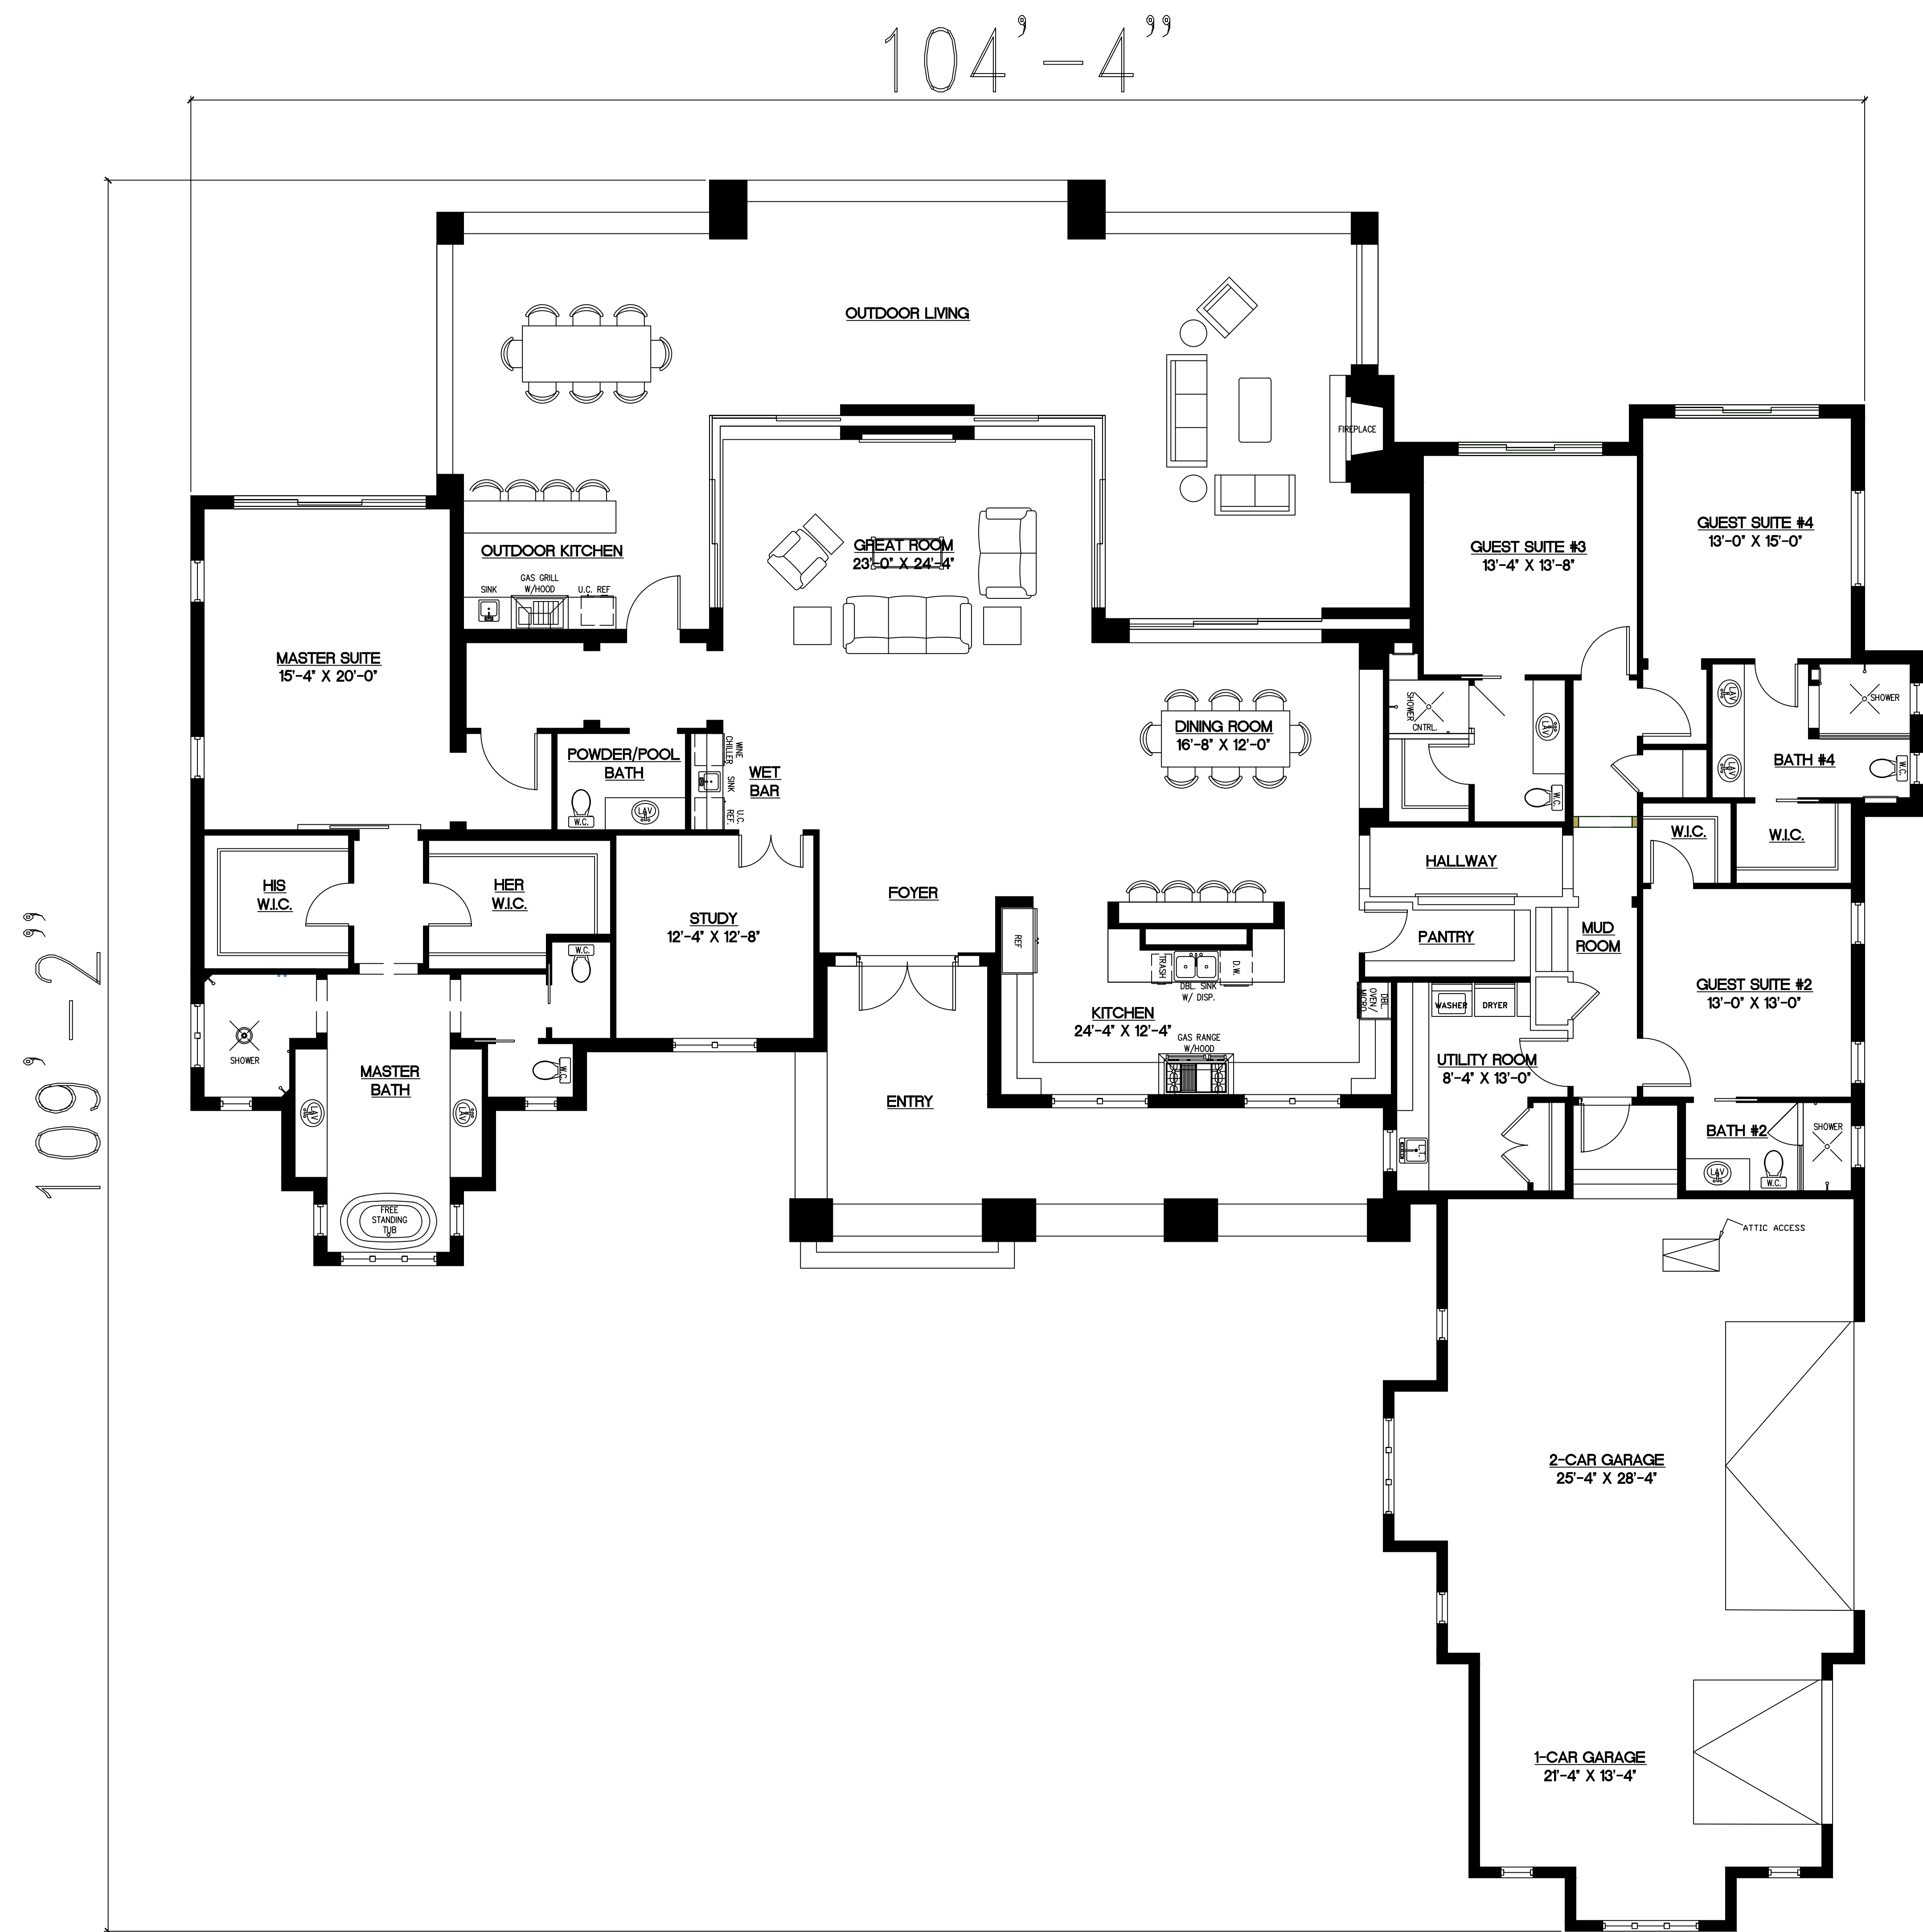 104'-4"
109'-2"
OUTDOOR LIVING
FIREPLACE
OUTDOOR KITCHEN
SINK
GAS GRILL
W/HOOD
U.C. REF
GREAT ROOM
23'-0" X 24'-4"
GUEST SUITE #3
13'-4" X 13'-8"
GUEST SUITE #4
13'-0" X 15'-0"
MASTER SUITE
15'-4" X 20'-0"
POWDER/POOL
BATH
W.C.
LAV
WINE
CHILLER
SINK
U.C.
REF.
WET
BAR
DINING ROOM
16'-8" X 12'-0"
SHOWER
CNTRL.
LAV
W.C.
LAV
LAV
SHOWER
BATH #4
W.C.
HIS
W.I.C.
HER
W.I.C.
W.C.
STUDY
12'-4" X 12'-8"
FOYER
HALLWAY
W.I.C.
W.I.C.
REF
PANTRY
MUD
ROOM
TRASH
DBL. SINK
W/ DISP.
D.W.
DBL.
OVEN/
MICRO
KITCHEN
24'-4" X 12'-4"
GAS RANGE
W/HOOD
WASHER
DRYER
UTILITY ROOM
8'-4" X 13'-0"
L.T.
GUEST SUITE #2
13'-0" X 13'-0"
SHOWER
MASTER
BATH
LAV
LAV
W.C.
FREE
STANDING
TUB
ENTRY
BATH #2
SHOWER
LAV
W.C.
ATTIC ACCESS
2-CAR GARAGE
25'-4" X 28'-4"
1-CAR GARAGE
21'-4" X 13'-4"